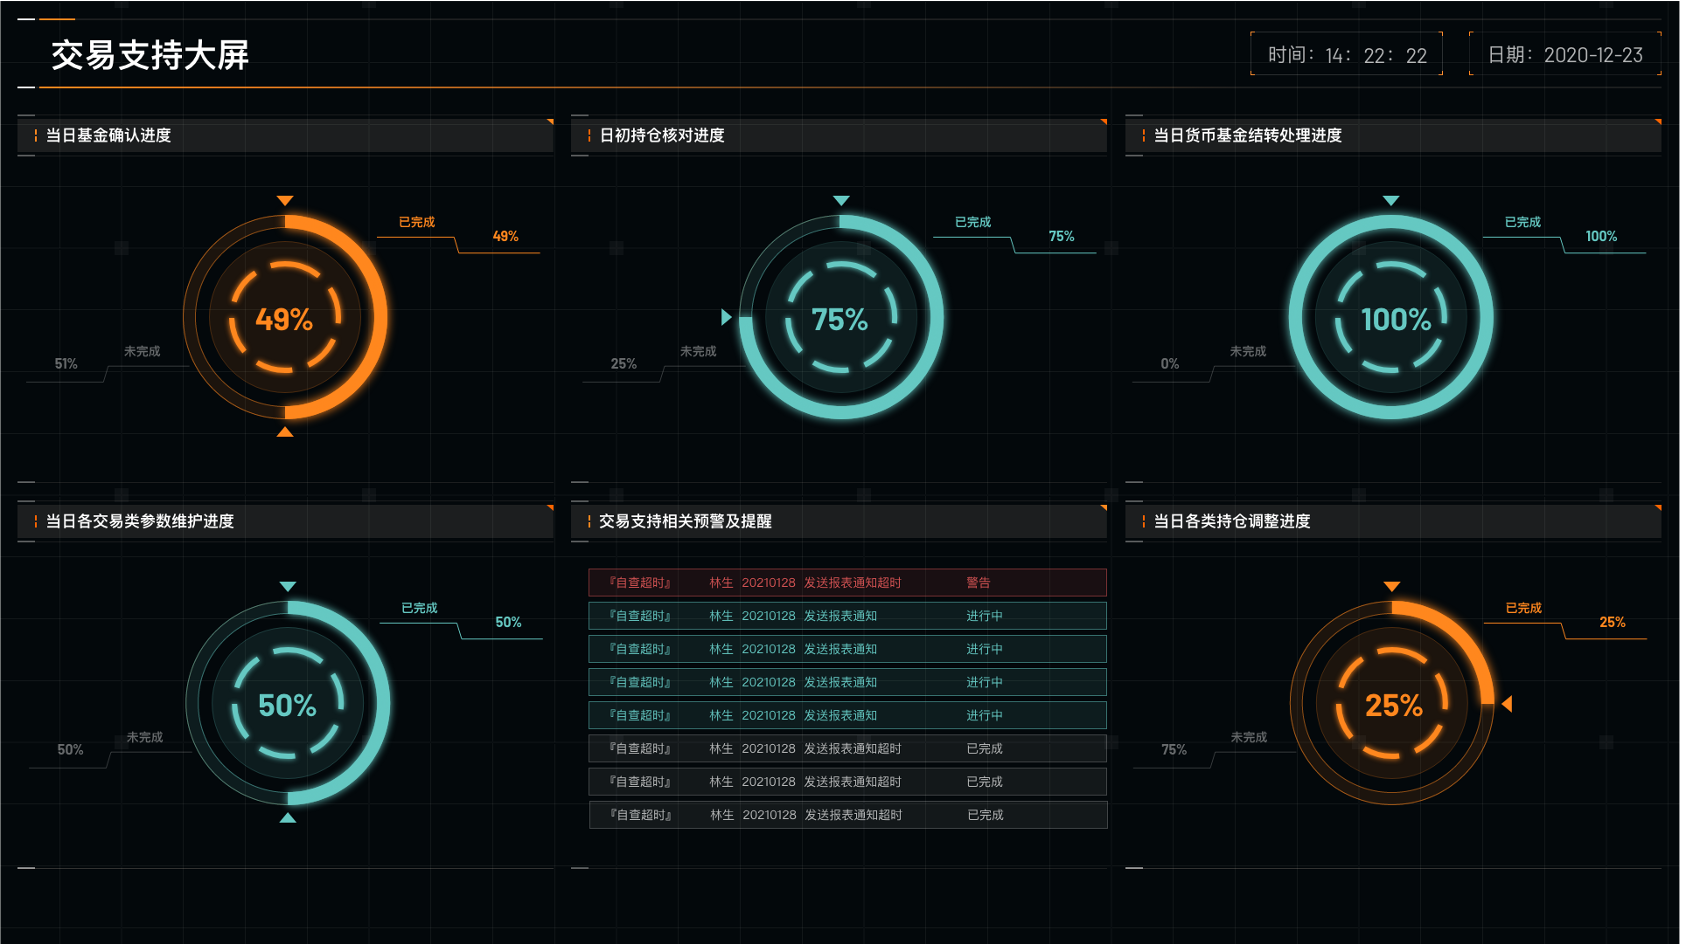 交易支持大屏
时间：14：22：22
日期：2020-12-23
当日基金确认进度
已完成
49%
49%
未完成
51%
日初持仓核对进度
已完成
75%
75%
未完成
25%
当日货币基金结转处理进度
已完成
100%
100%
未完成
0%
当日各交易类参数维护进度
已完成
50%
50%
未完成
50%
交易支持相关预警及提醒
『自查超时』 林生 20210128 发送报表通知超时 警告
『自查超时』 林生 20210128 发送报表通知 进行中
『自查超时』 林生 20210128 发送报表通知 进行中
『自查超时』 林生 20210128 发送报表通知 进行中
『自查超时』 林生 20210128 发送报表通知 进行中
『自查超时』 林生 20210128 发送报表通知超时 已完成
『自查超时』 林生 20210128 发送报表通知超时 已完成
『自查超时』 林生 20210128 发送报表通知超时 已完成
当日各类持仓调整进度
已完成
25%
25%
未完成
75%